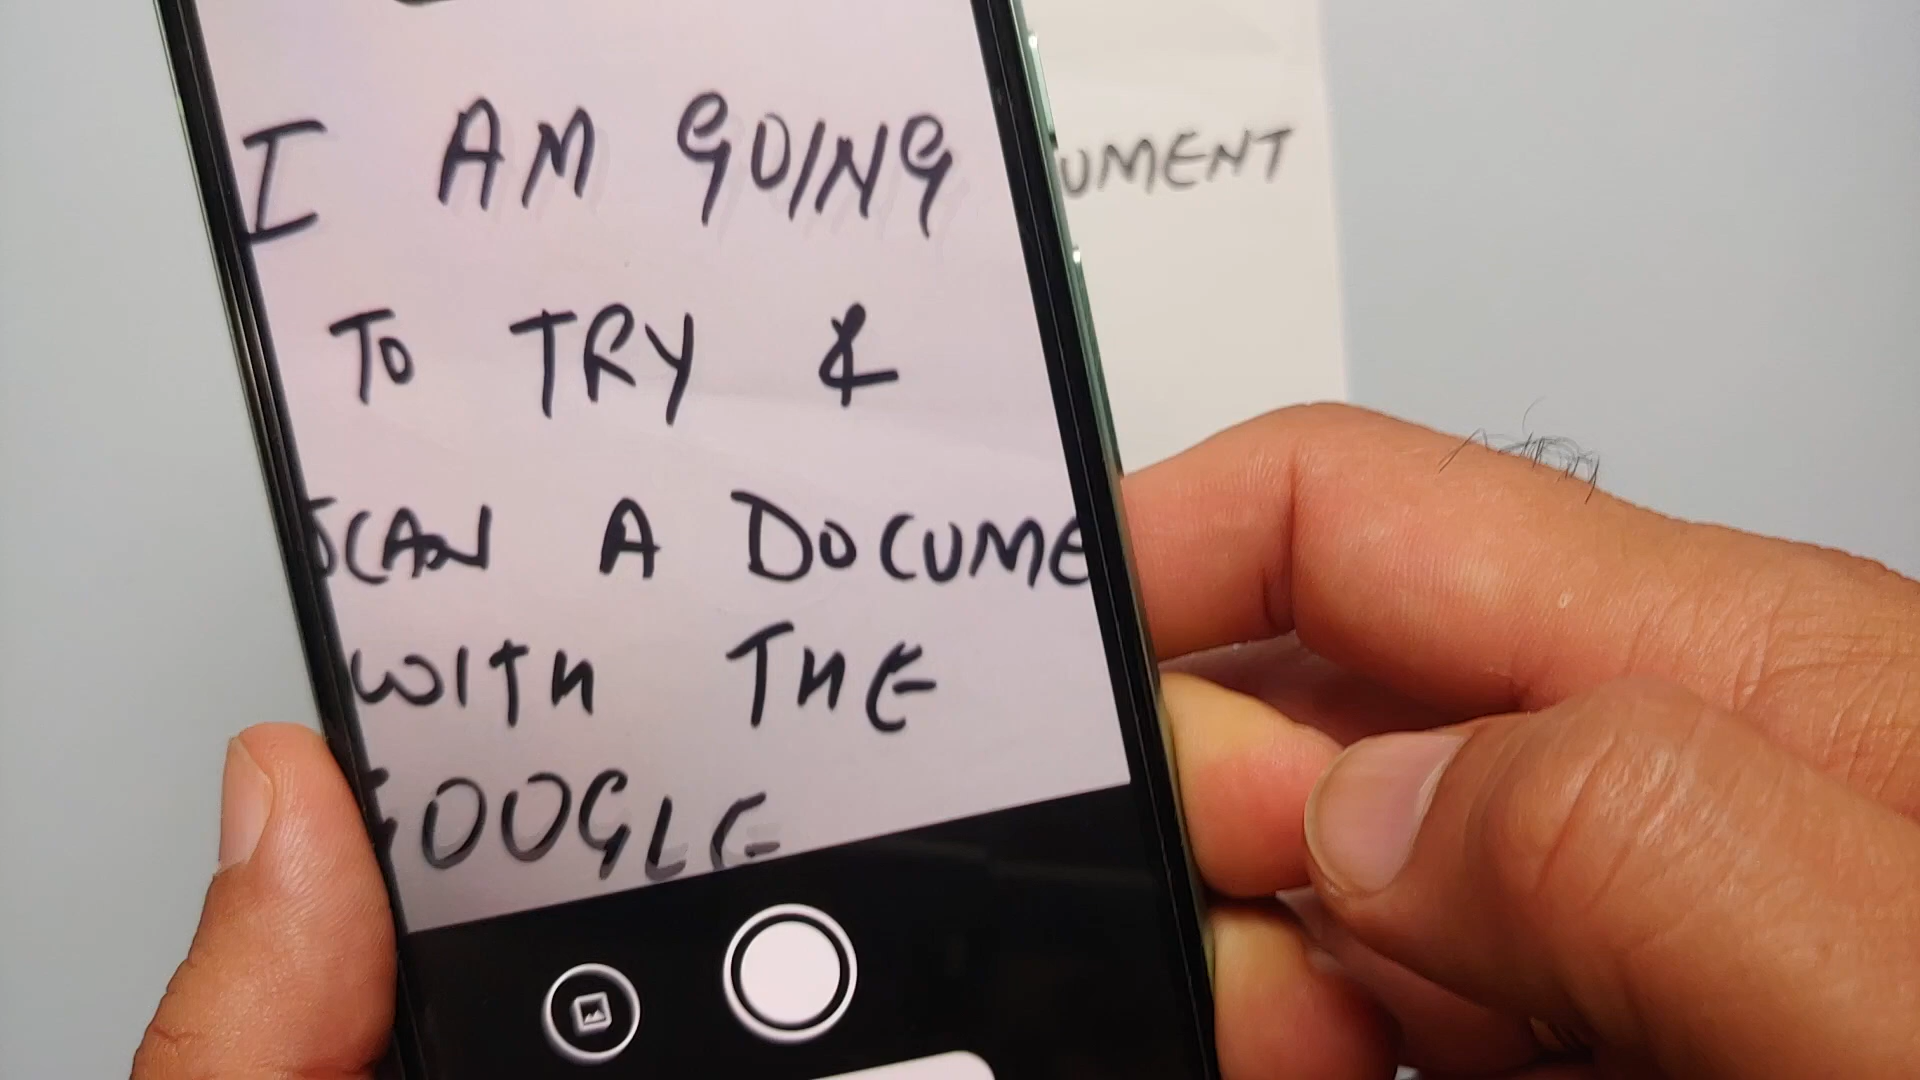 I AM GOING
TO TRY &
SCAN A DOCUME
WITH THE
GOOGLE
UMENT